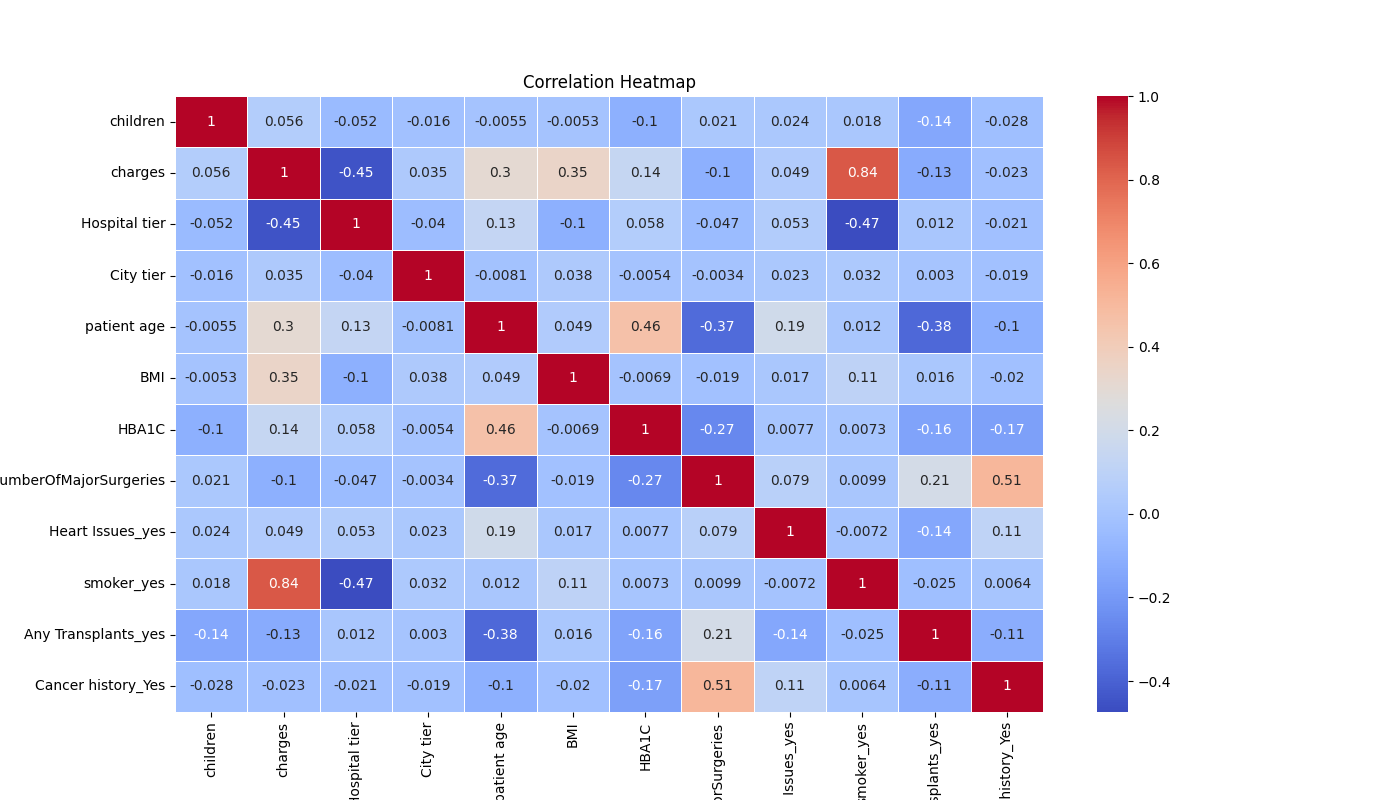 Correlation Heatmap
children 1 0.056 -0.052 -0.016 -0.0055 -0.0053 -0.1 0.021 0.024 0.018 -0.14 -0.028
charges 0.056 1 -0.45 0.035 0.3 0.35 0.14 -0.1 0.049 0.84 -0.13 -0.023
Hospital tier -0.052 -0.45 1 -0.04 0.13 -0.1 0.058 -0.047 0.053 -0.47 0.012 -0.021
City tier -0.016 0.035 -0.04 1 -0.0081 0.038 -0.0054 -0.0034 0.023 0.032 0.003 -0.019
patient age -0.0055 0.3 0.13 -0.0081 1 0.049 0.46 -0.37 0.19 0.012 -0.38 -0.1
BMI -0.0053 0.35 -0.1 0.038 0.049 1 -0.0069 -0.019 0.017 0.11 0.016 -0.02
HBA1C -0.1 0.14 0.058 -0.0054 0.46 -0.0069 1 -0.27 0.0077 0.0073 -0.16 -0.17
umberOfMajorSurgeries 0.021 -0.1 -0.047 -0.0034 -0.37 -0.019 -0.27 1 0.079 0.0099 0.21 0.51
Heart Issues_yes 0.024 0.049 0.053 0.023 0.19 0.017 0.0077 0.079 1 -0.0072 -0.14 0.11
smoker_yes 0.018 0.84 -0.47 0.032 0.012 0.11 0.0073 0.0099 -0.0072 1 -0.025 0.0064
Any Transplants_yes -0.14 -0.13 0.012 0.003 -0.38 0.016 -0.16 0.21 -0.14 -0.025 1 -0.11
Cancer history_Yes -0.028 -0.023 -0.021 -0.019 -0.1 -0.02 -0.17 0.51 0.11 0.0064 -0.11 1
children
charges
Hospital tier
City tier
patient age
BMI
HBA1C
orSurgeries
Issues_yes
smoker_yes
splants_yes
history_Yes
1.0
0.8
0.6
0.4
0.2
0.0
−0.2
−0.4